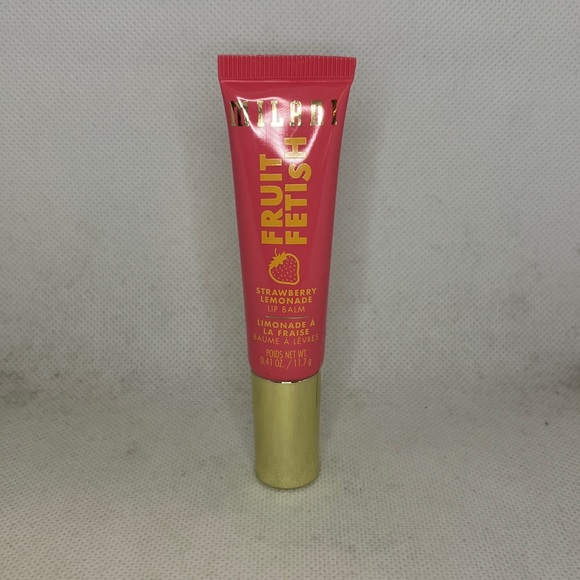 MILANI
FRUIT
FETISH
STRAWBERRY
LEMONADE
LIP BALM
LIMONADE À
LA FRAISE
BAUME À LÈVRES
POIDS NET WT.
0.41 OZ. / 11.7 g